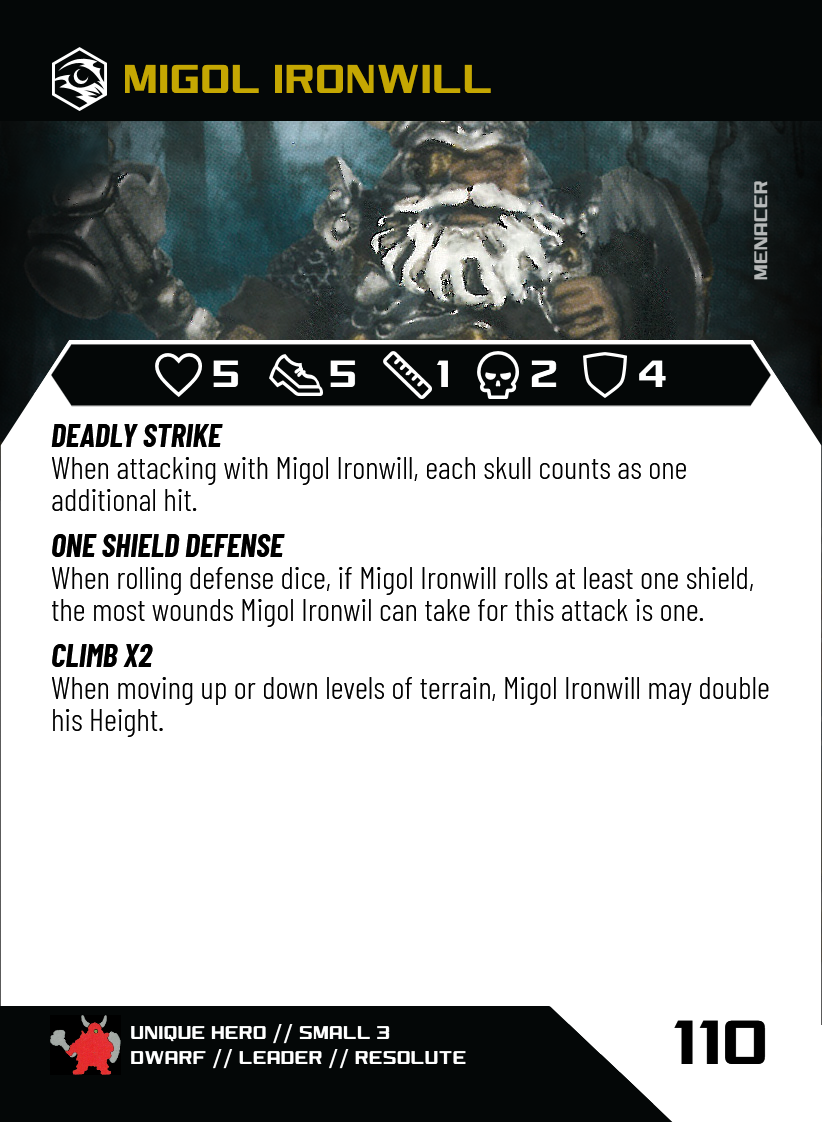 MIGOL IRONWILL
MENACER
5 5 1 2 4
DEADLY STRIKE
When attacking with Migol Ironwill, each skull counts as one
additional hit.
ONE SHIELD DEFENSE
When rolling defense dice, if Migol Ironwill rolls at least one shield,
the most wounds Migol Ironwil can take for this attack is one.
CLIMB X2
When moving up or down levels of terrain, Migol Ironwill may double
his Height.
UNIQUE HERO // SMALL 3
DWARF // LEADER // RESOLUTE
110